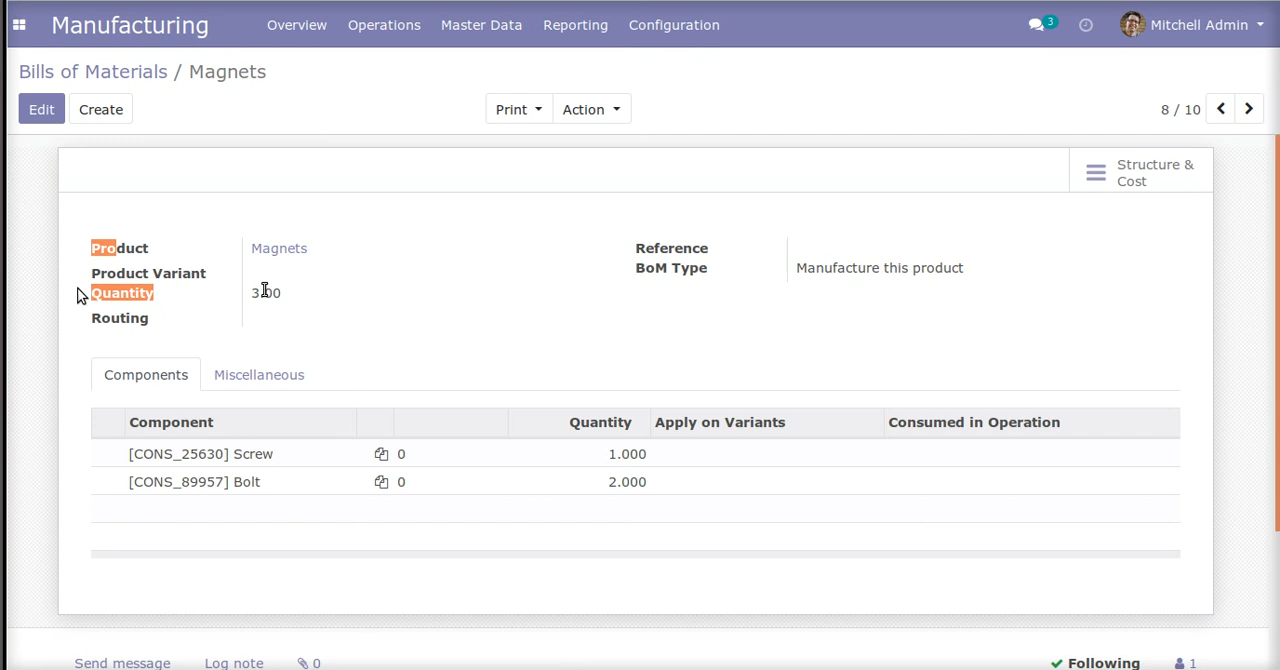 Manufacturing Overview Operations Master Data Reporting Configuration 3 Mitchell Admin
Bills of Materials / Magnets
Edit Create Print Action 8 / 10
Structure &
Cost
Product Magnets Reference
Product Variant BoM Type Manufacture this product
Quantity 3.00
Routing
Components Miscellaneous
Component Quantity Apply on Variants Consumed in Operation
[CONS_25630] Screw 0 1.000
[CONS_89957] Bolt 0 2.000
Send message Log note 0 Following 1